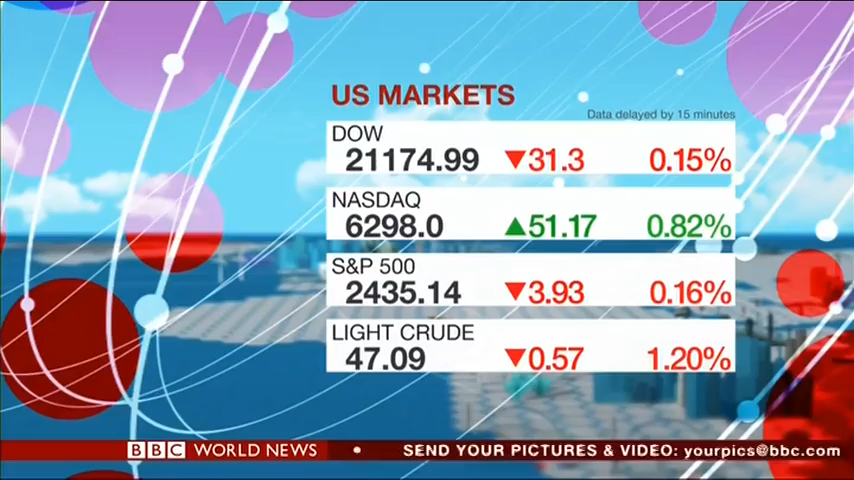 US MARKETS
Data delayed by 15 minutes
DOW
21174.99 ▼31.3 0.15%
NASDAQ
6298.0 ▲51.17 0.82%
S&P 500
2435.14 ▼3.93 0.16%
LIGHT CRUDE
47.09 ▼0.57 1.20%
BBC WORLD NEWS • SEND YOUR PICTURES & VIDEO: yourpics@bbc.com